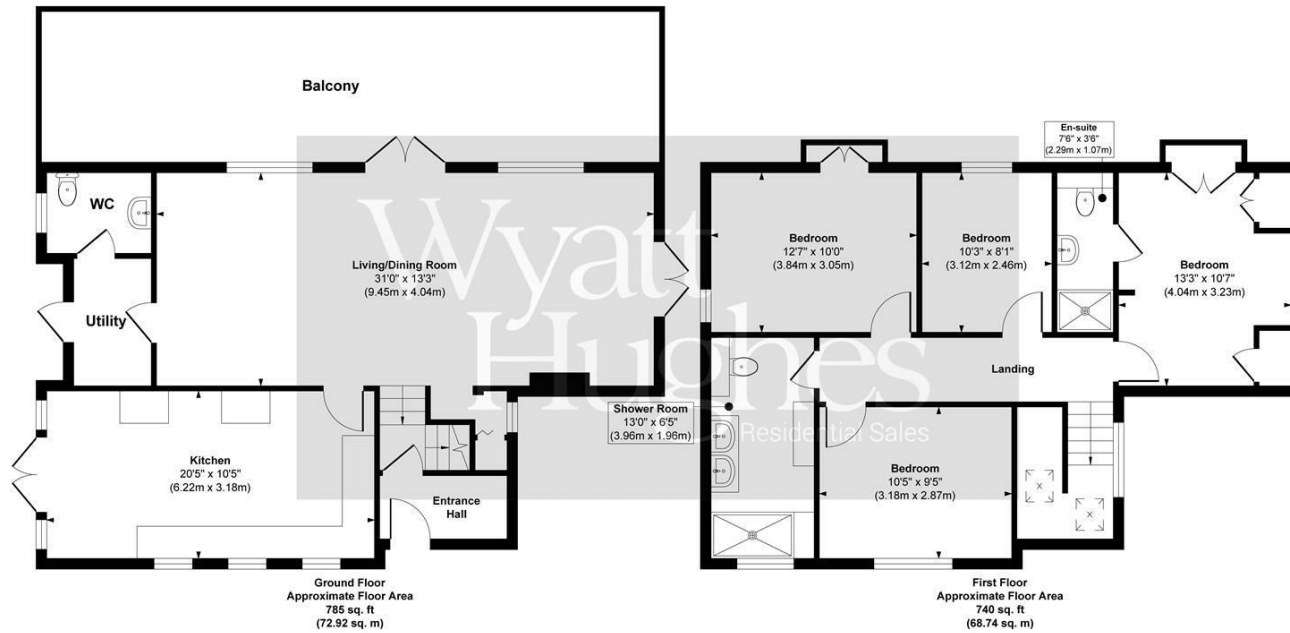 Balcony
WC
Utility
Living/Dining Room
31'0" x 13'3"
(9.45m x 4.04m)
Kitchen
20'5" x 10'5"
(6.22m x 3.18m)
Entrance
Hall
Ground Floor
Approximate Floor Area
785 sq. ft
(72.92 sq. m)
Wyatt
Hughes
Residential Sales
En-suite
7'6" x 3'6"
(2.29m x 1.07m)
Bedroom
12'7" x 10'0"
(3.84m x 3.05m)
Bedroom
10'3" x 8'1"
(3.12m x 2.46m)
Bedroom
13'3" x 10'7"
(4.04m x 3.23m)
Landing
Shower Room
13'0" x 6'5"
(3.96m x 1.96m)
Bedroom
10'5" x 9'5"
(3.18m x 2.87m)
First Floor
Approximate Floor Area
740 sq. ft
(68.74 sq. m)